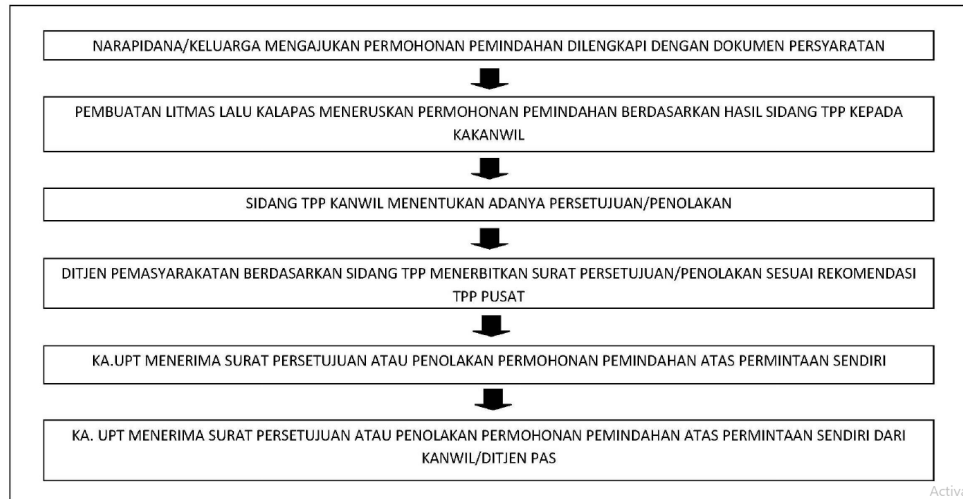 NARAPIDANA/KELUARGA MENGAJUKAN PERMOHONAN PEMINDAHAN DILENGKAPI DENGAN DOKUMEN PERSYARATAN
PEMBUATAN LITMAS LALU KALAPAS MENERUSKAN PERMOHONAN PEMINDAHAN BERDASARKAN HASIL SIDANG TPP KEPADA
KAKANWIL
SIDANG TPP KANWIL MENENTUKAN ADANYA PERSETUJUAN/PENOLAKAN
DITJEN PEMASYARAKATAN BERDASARKAN SIDANG TPP MENERBITKAN SURAT PERSETUJUAN/PENOLAKAN SESUAI REKOMENDASI
TPP PUSAT
KA.UPT MENERIMA SURAT PERSETUJUAN ATAU PENOLAKAN PERMOHONAN PEMINDAHAN ATAS PERMINTAAN SENDIRI
KA. UPT MENERIMA SURAT PERSETUJUAN ATAU PENOLAKAN PERMOHONAN PEMINDAHAN ATAS PERMINTAAN SENDIRI DARI
KANWIL/DITJEN PAS
Activa